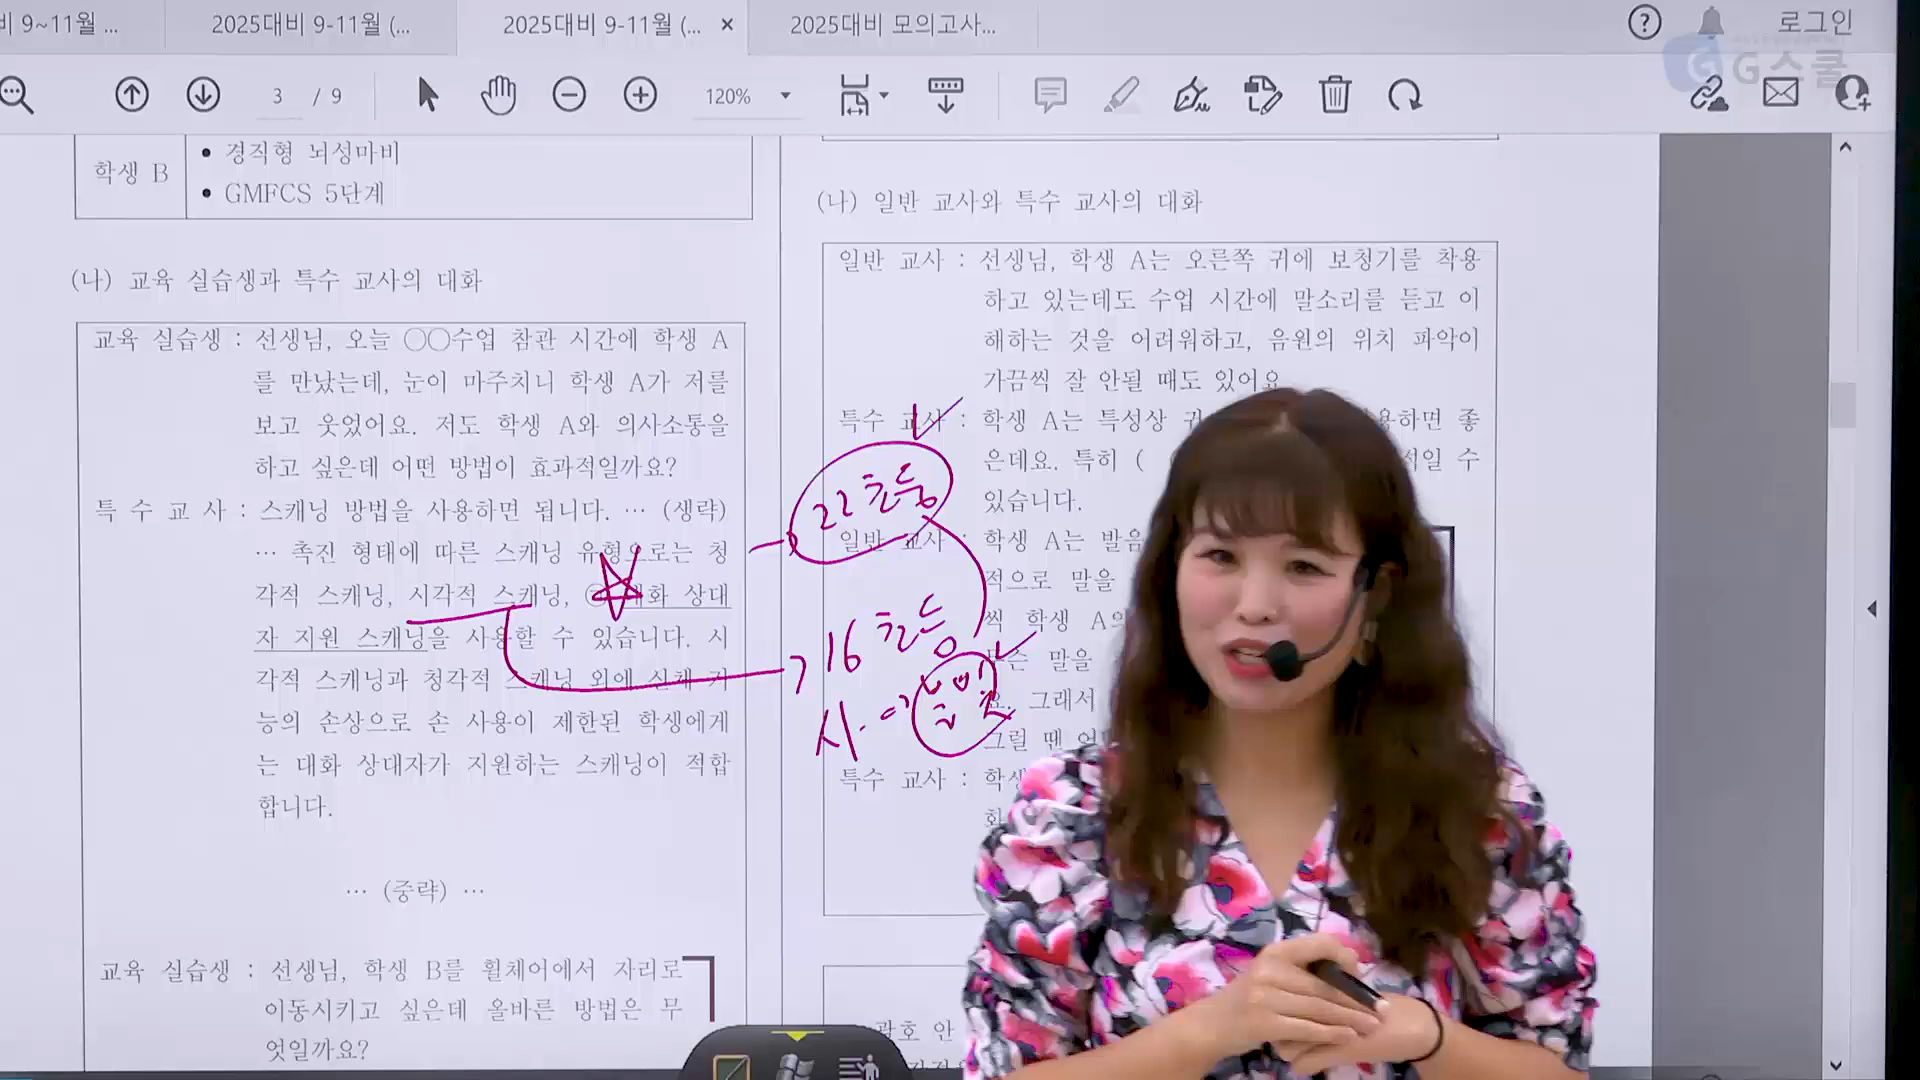 비 9~11월 ...
2025대비 9-11월 (...
2025대비 9-11월 (... ×
2025대비 모의고사...
로그인
G스쿨
3 / 9
120%
학생 B
• 경직형 뇌성마비
• GMFCS 5단계
(나) 교육 실습생과 특수 교사의 대화
교육 실습생 : 선생님, 오늘 ○○수업 참관 시간에 학생 A
를 만났는데, 눈이 마주치니 학생 A가 저를
보고 웃었어요. 저도 학생 A와 의사소통을
하고 싶은데 어떤 방법이 효과적일까요?
특 수 교 사 : 스캐닝 방법을 사용하면 됩니다. … (생략)
… 촉진 형태에 따른 스캐닝 유형으로는 청
각적 스캐닝, 시각적 스캐닝, 대화 상대
자 지원 스캐닝을 사용할 수 있습니다. 시
각적 스캐닝과 청각적 스캐닝 외에 신체 기
능의 손상으로 손 사용이 제한된 학생에게
는 대화 상대자가 지원하는 스캐닝이 적합
합니다.
… (중략) …
교육 실습생 : 선생님, 학생 B를 휠체어에서 자리로
이동시키고 싶은데 올바른 방법은 무
엇일까요?
22 초등
16 초등
(나) 일반 교사와 특수 교사의 대화
일반 교사 : 선생님, 학생 A는 오른쪽 귀에 보청기를 착용
하고 있는데도 수업 시간에 말소리를 듣고 이
해하는 것을 어려워하고, 음원의 위치 파악이
가끔씩 잘 안될 때도 있어요
특수 교사 : 학생 A는 특성상 용하면 좋
은데요. 특히 ( 일 수
있습니다.
일반 교사 : 학생 A는 발음
적으로 말을
씩 학생 A의
말을
그래서
그럴 땐
특수 교사 : 학생
화
괄호 안